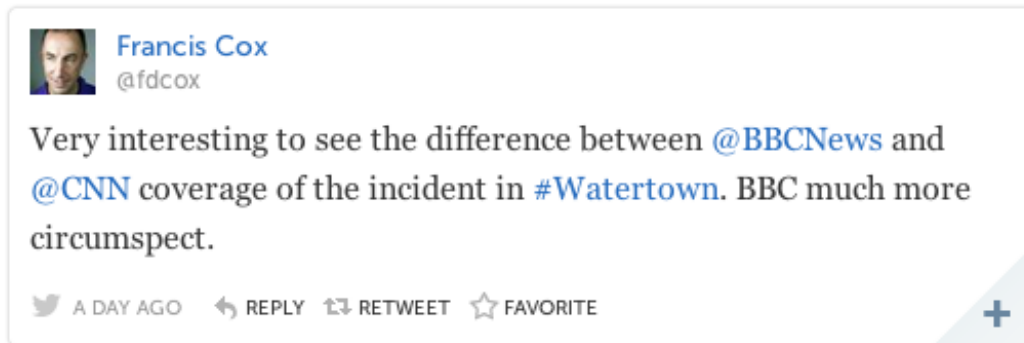 Francis Cox
@fdcox
Very interesting to see the difference between @BBCNews and
@CNN coverage of the incident in #Watertown. BBC much more
circumspect.
A DAY AGO REPLY RETWEET FAVORITE
+